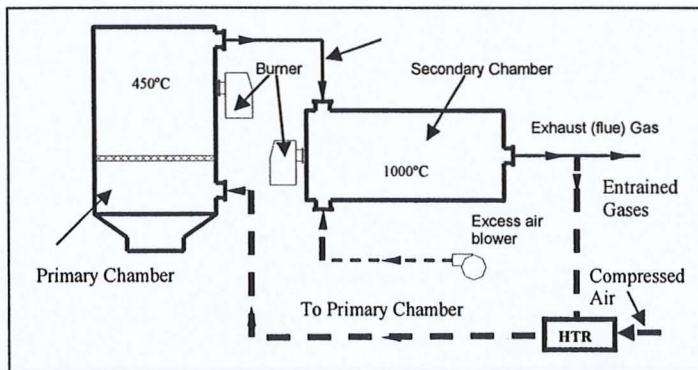 450°C
Burner
Secondary Chamber
Exhaust (flue) Gas
1000°C
Entrained
Gases
Excess air
blower
Primary Chamber
Compressed
Air
To Primary Chamber
HTR